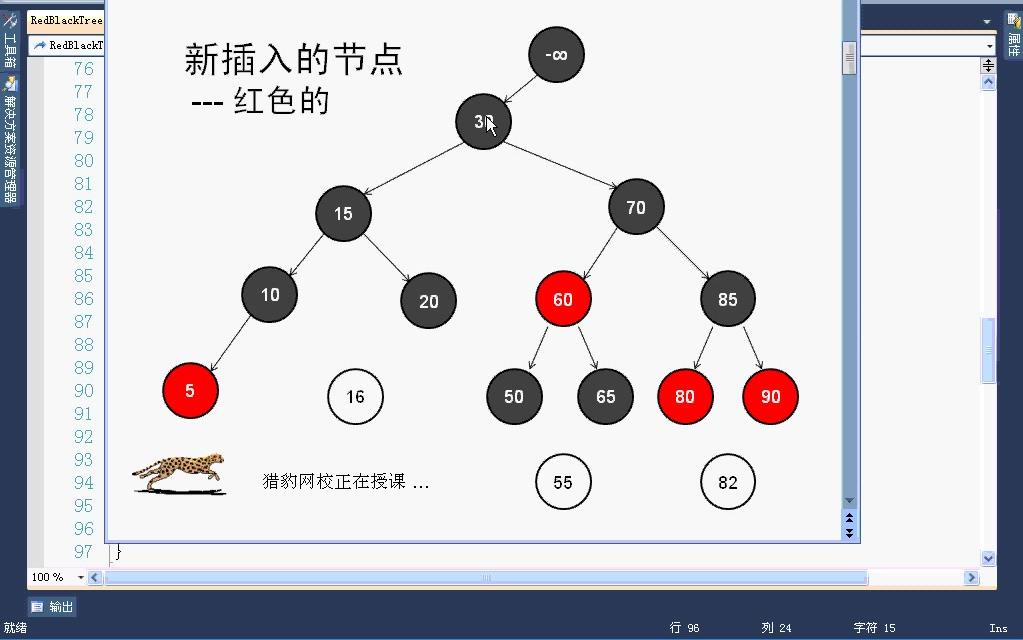 RedBlackTree
RedBlackT
工具箱
解决方案资源管理器
属性
76
77
78
79
80
81
82
83
84
85
86
87
88
89
90
91
92
93
94
95
96
97
}
新插入的节点
--- 红色的
-∞
30
15
70
10
20
60
85
5
16
50
65
80
90
猎豹网校正在授课 ...
55
82
100 %
输出
就绪
行 96
列 24
字符 15
Ins